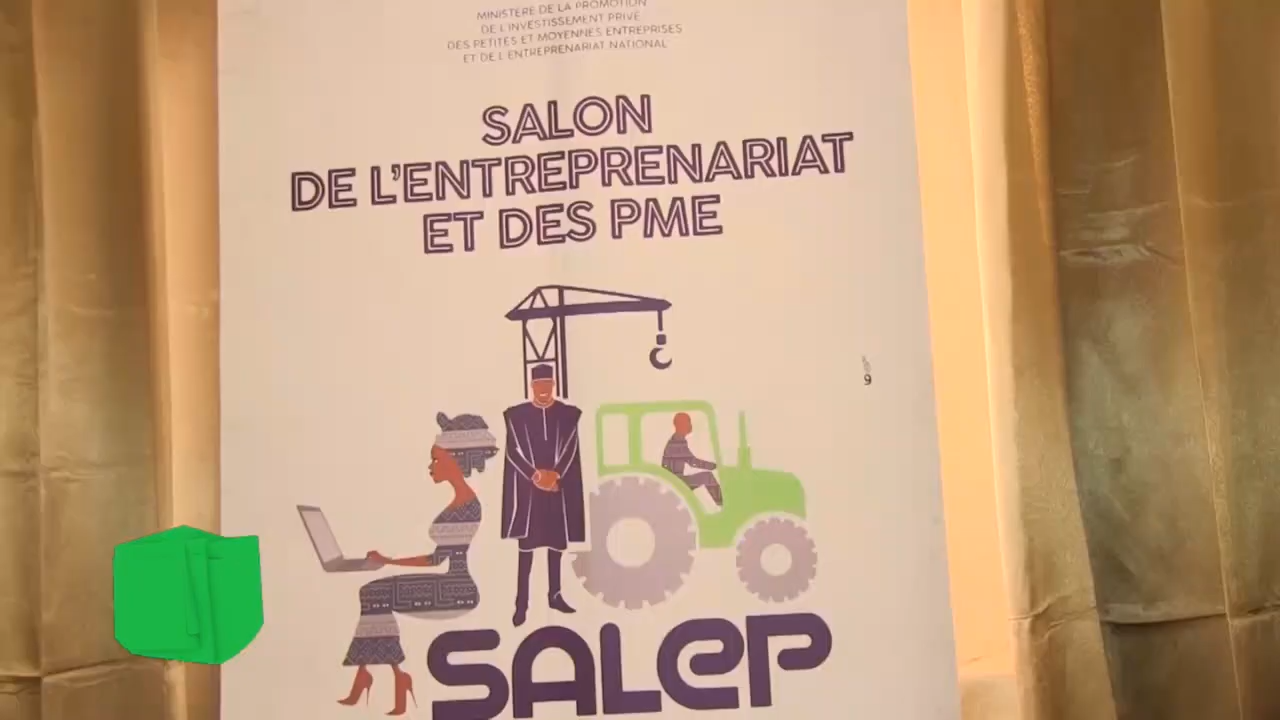 MINISTERE DE LA PROMOTION
DE L'INVESTISSEMENT PRIVE
DES PETITES ET MOYENNES ENTREPRISES
ET DE L'ENTREPRENARIAT NATIONAL
SALON
DE L'ENTREPRENARIAT
ET DES PME
SALEP